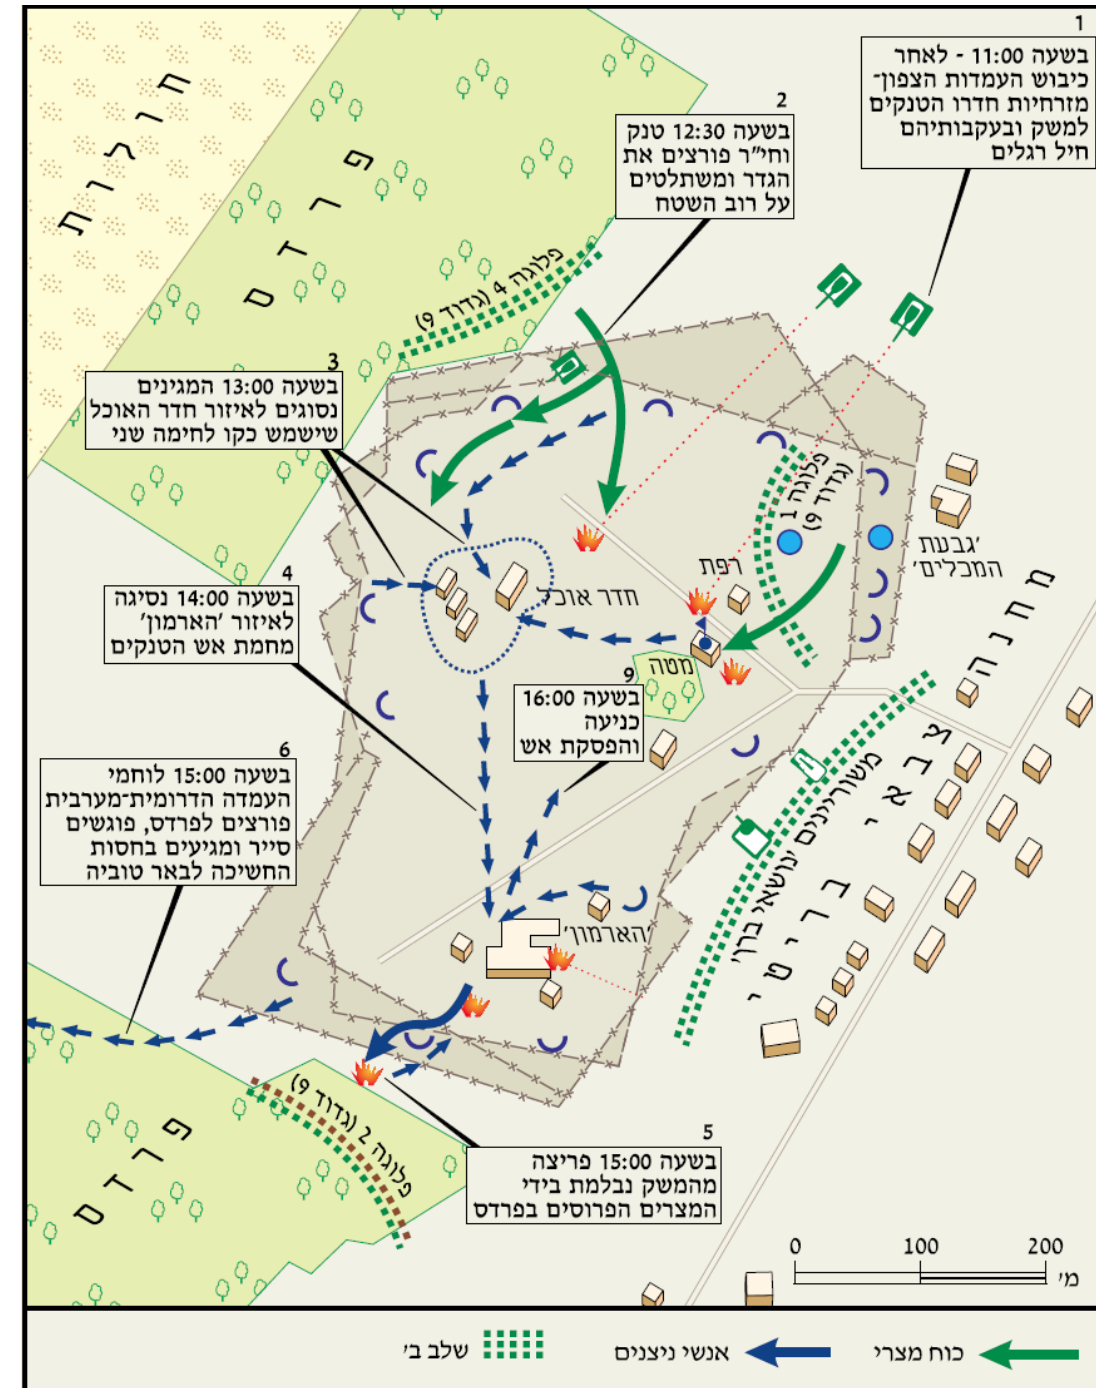 1
בשעה 11:00 - לאחר
כיבוש העמדות הצפון־
מזרחיות חדרו הטנקים
למשק ובעקבותיהם
חיל רגלים
2
בשעה 12:30 טנק
וחי"ר פורצים את
הגדר ומשתלטים
על רוב השטח
חולות
פרדס
פלוגה 4 (גדוד 9)
3
בשעה 13:00 המגינים
נסוגים לאיזור חדר האוכל
שישמש כקו לחימה שני
פלוגה 1
(גדוד 9)
'גבעת
המכלים'
רפת
חדר אוכל
4
בשעה 14:00 נסיגה
לאיזור 'הארמון'
מחמת אש הטנקים
מטה
9
בשעה 16:00
כניעה
והפסקת אש
מחנה
צבאי בריטי
משוריינים ונושאי ברן'
6
בשעה 15:00 לוחמי
העמדה הדרומית־מערבית
פורצים לפרדס, פוגשים
סייר ומגיעים בחסות
החשיכה לבאר טוביה
'הארמון'
פלוגה 2 (גדוד 9)
פרדס
5
בשעה 15:00 פריצה
מהמשק נבלמת בידי
המצרים הפרוסים בפרדס
0 100 200
מ'
כוח מצרי
אנשי ניצנים
שלב ב'